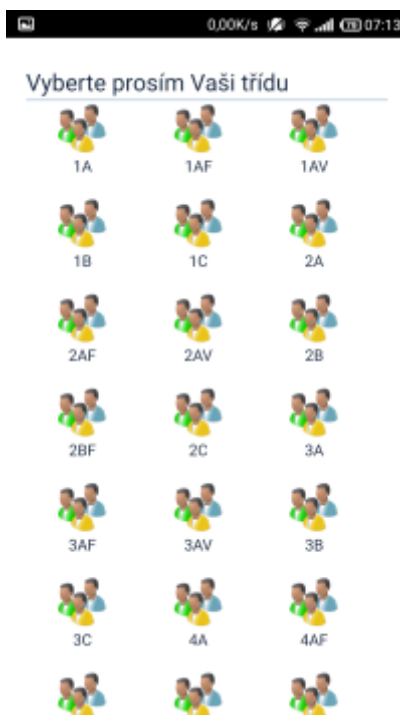 0,00K/s 78 07:13
Vyberte prosím Vaši třídu
1A 1AF 1AV
1B 1C 2A
2AF 2AV 2B
2BF 2C 3A
3AF 3AV 3B
3C 4A 4AF